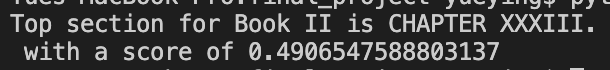 Top section for Book II is CHAPTER XXXIII.
with a score of 0.4906547588803137